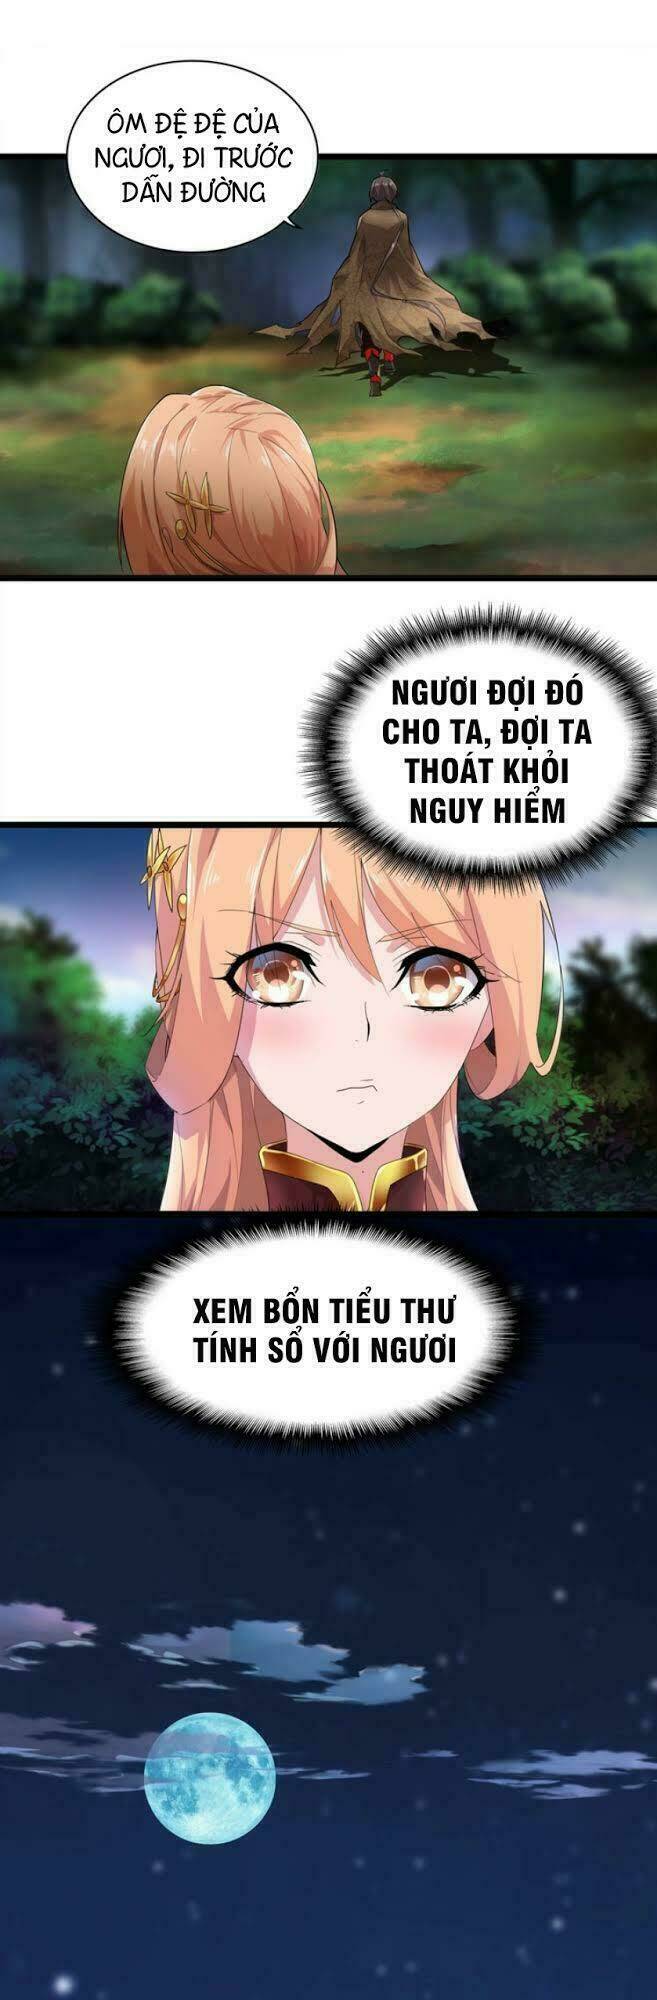 ÔM ĐỆ ĐỆ CỦA
NGƯƠI, ĐI TRƯỚC
DẪN ĐƯỜNG
NGƯƠI ĐỢI ĐÓ
CHO TA, ĐỢI TA
THOÁT KHỎI
NGUY HIỂM
XEM BỔN TIỂU THƯ
TÍNH SỔ VỚI NGƯƠI